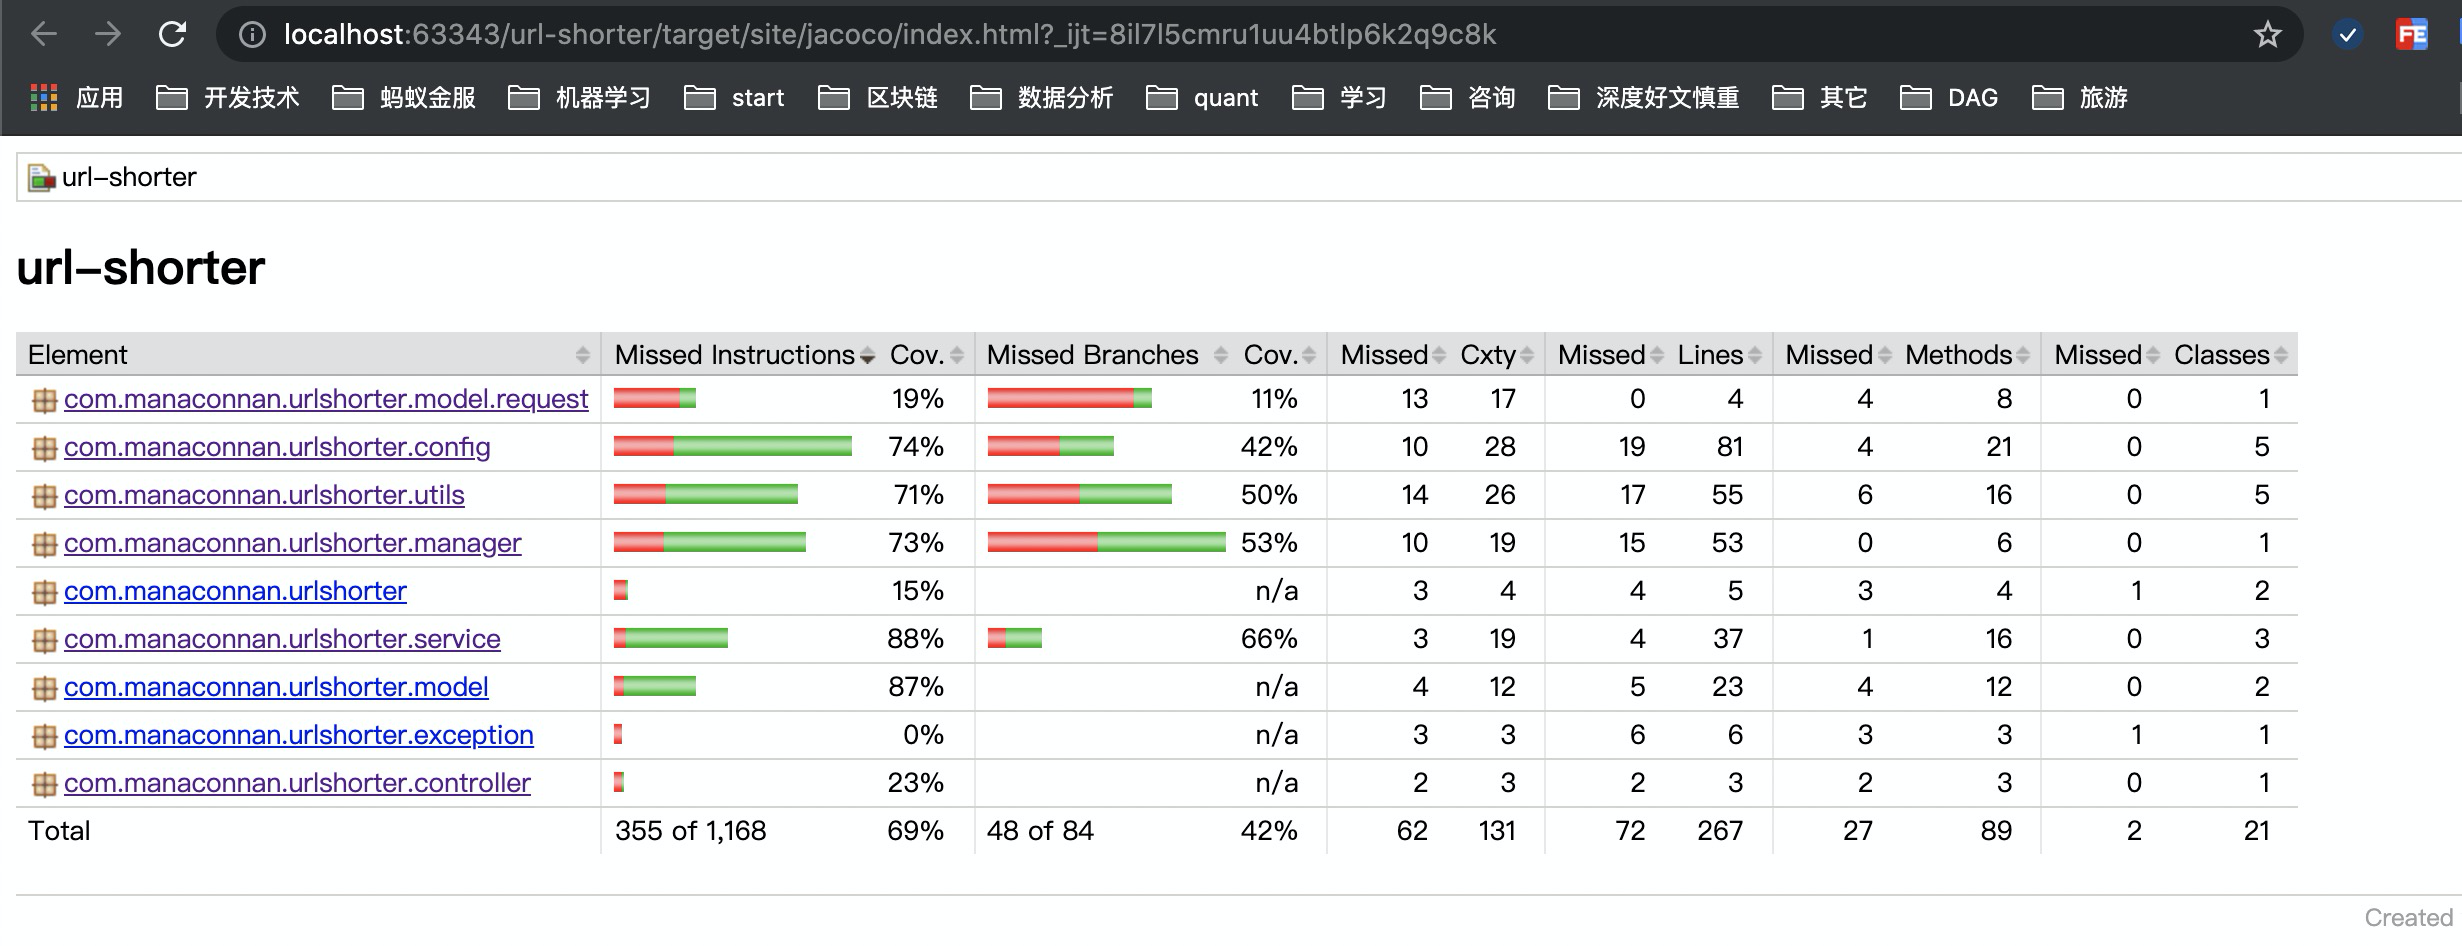 localhost:63343/url-shorter/target/site/jacoco/index.html?_ijt=8il7l5cmru1uu4btlp6k2q9c8k FE
应用 开发技术 蚂蚁金服 机器学习 start 区块链 数据分析 quant 学习 咨询 深度好文慎重 其它 DAG 旅游
url-shorter
url-shorter
Element Missed Instructions Cov. Missed Branches Cov. Missed Cxty Missed Lines Missed Methods Missed Classes
com.manaconnan.urlshorter.model.request 19% 11% 13 17 0 4 4 8 0 1
com.manaconnan.urlshorter.config 74% 42% 10 28 19 81 4 21 0 5
com.manaconnan.urlshorter.utils 71% 50% 14 26 17 55 6 16 0 5
com.manaconnan.urlshorter.manager 73% 53% 10 19 15 53 0 6 0 1
com.manaconnan.urlshorter 15% n/a 3 4 4 5 3 4 1 2
com.manaconnan.urlshorter.service 88% 66% 3 19 4 37 1 16 0 3
com.manaconnan.urlshorter.model 87% n/a 4 12 5 23 4 12 0 2
com.manaconnan.urlshorter.exception 0% n/a 3 3 6 6 3 3 1 1
com.manaconnan.urlshorter.controller 23% n/a 2 3 2 3 2 3 0 1
Total 355 of 1,168 69% 48 of 84 42% 62 131 72 267 27 89 2 21
Created